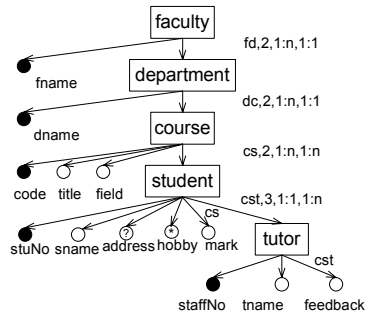 faculty
fd,2,1:n,1:1
fname
department
dc,2,1:n,1:1
dname
course
cs,2,1:n,1:n
code title field
student
cs
cst,3,1:1,1:n
? *
stuNo sname address hobby mark
tutor
cst
staffNo tname feedback